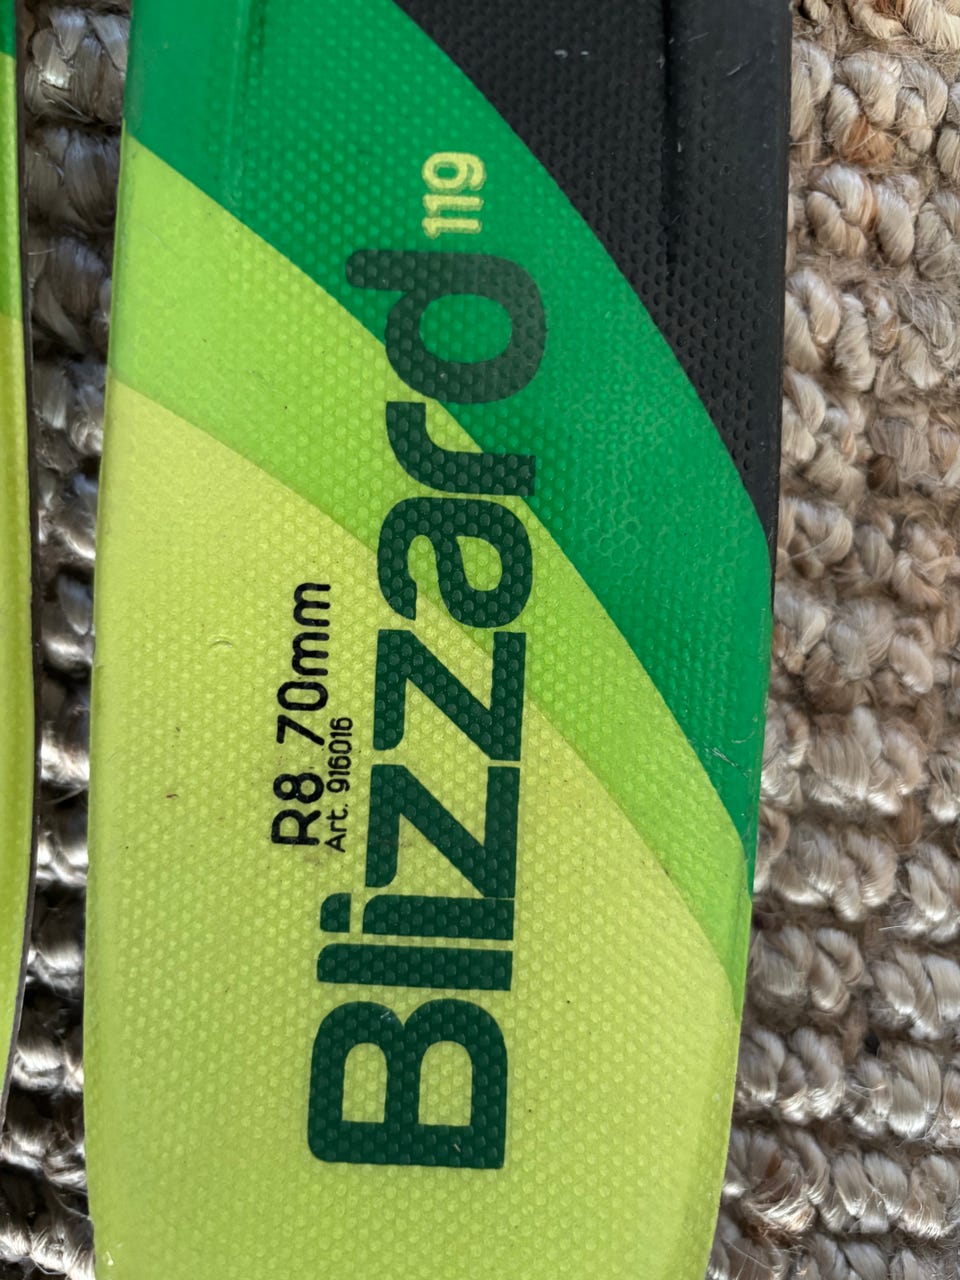 R8 70mm
Art. 916016
Blizzard 119